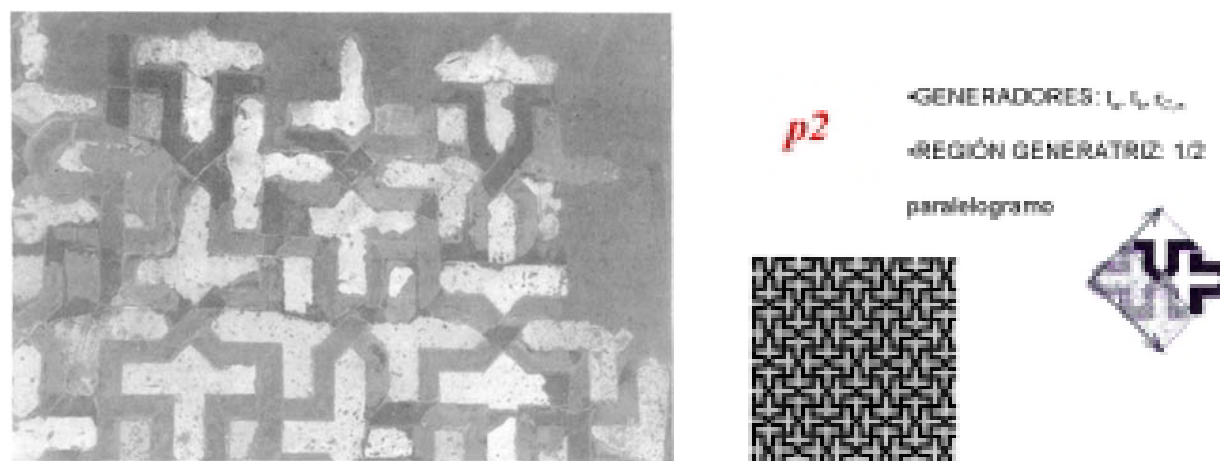 p2
•GENERADORES:
•REGIÓN GENERATRIZ: 1/2
paralelogramo